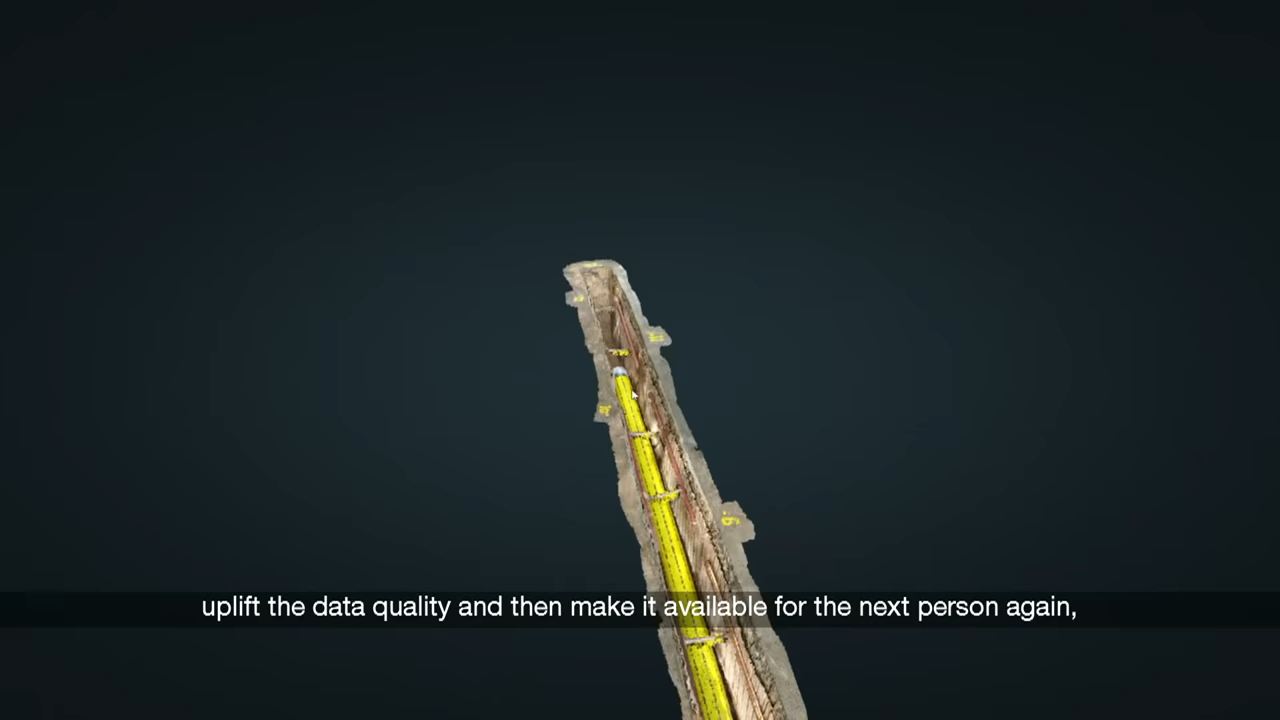 uplift the data quality and then make it available for the next person again,